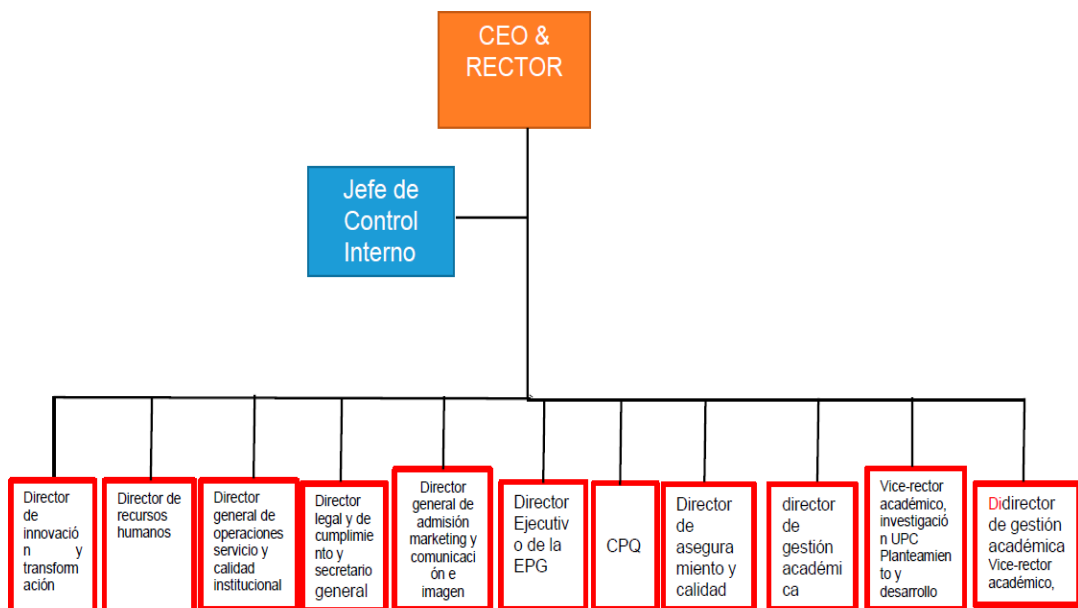 CEO &
RECTOR
Jefe de
Control
Interno
Director
de
innovació
n y
transform
ación
Director de
recursos
humanos
Director
general de
operaciones
servicio y
calidad
institucional
Director
legal y de
cumplimie
nto y
secretario
general
Director
general de
admisión
marketing y
comunicaci
ón e
imagen
Director
Ejecutiv
o de la
EPG
CPQ
Director
de
asegura
miento y
calidad
director
de
gestión
académi
ca
Vice-rector
académico,
investigació
n UPC
Planteamien
to y
desarrollo
Didirector
de gestión
académica
Vice-rector
académico,